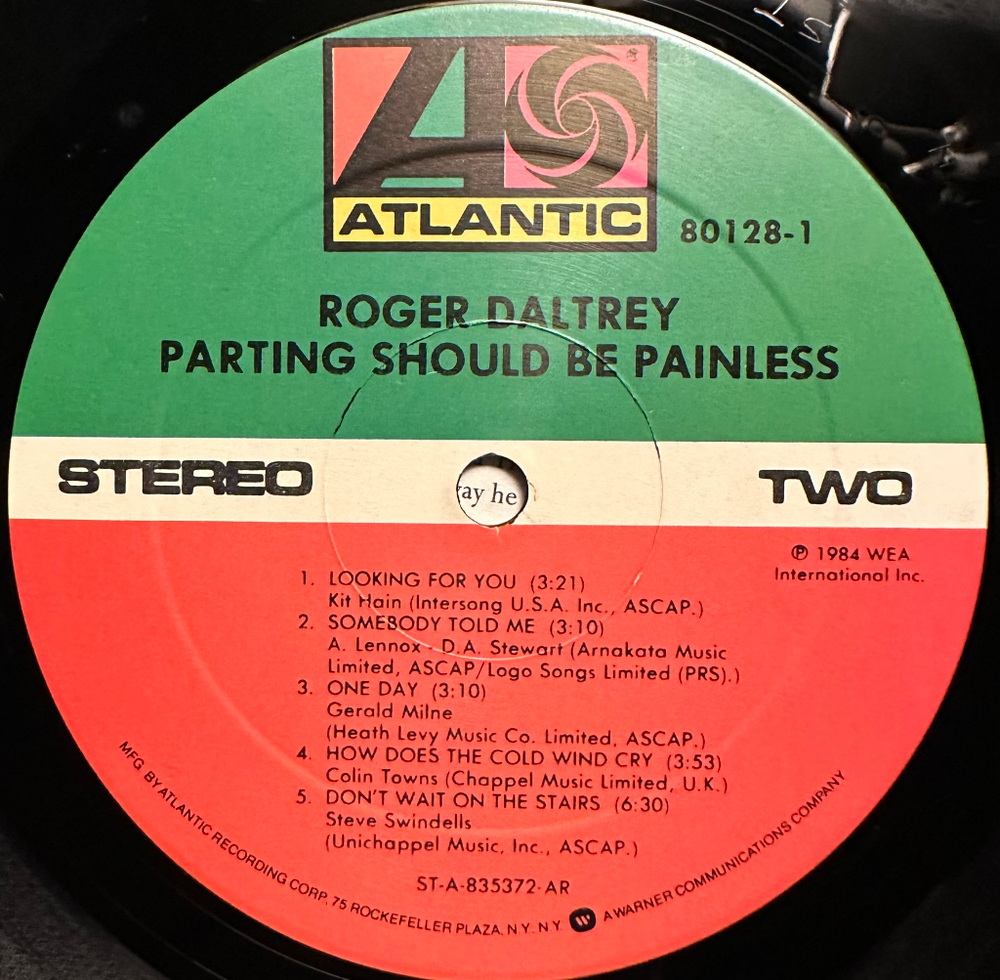 ®
ATLANTIC
80128-1
ROGER DALTREY
PARTING SHOULD BE PAINLESS
STEREO
TWO
ay he
℗ 1984 WEA
International Inc.
1. LOOKING FOR YOU (3:21)
Kit Hain (Intersong U.S.A. Inc., ASCAP.)
2. SOMEBODY TOLD ME (3:10)
A. Lennox - D.A. Stewart (Arnakata Music
Limited, ASCAP/Logo Songs Limited (PRS).)
3. ONE DAY (3:10)
Gerald Milne
(Heath Levy Music Co. Limited, ASCAP.)
4. HOW DOES THE COLD WIND CRY (3:53)
Colin Towns (Chappel Music Limited, U.K.)
5. DON'T WAIT ON THE STAIRS (6:30)
Steve Swindells
(Unichappel Music, Inc., ASCAP.)
ST-A-835372-AR
MFG. BY ATLANTIC RECORDING CORP. 75 ROCKEFELLER PLAZA, N.Y. N.Y. A WARNER COMMUNICATIONS COMPANY